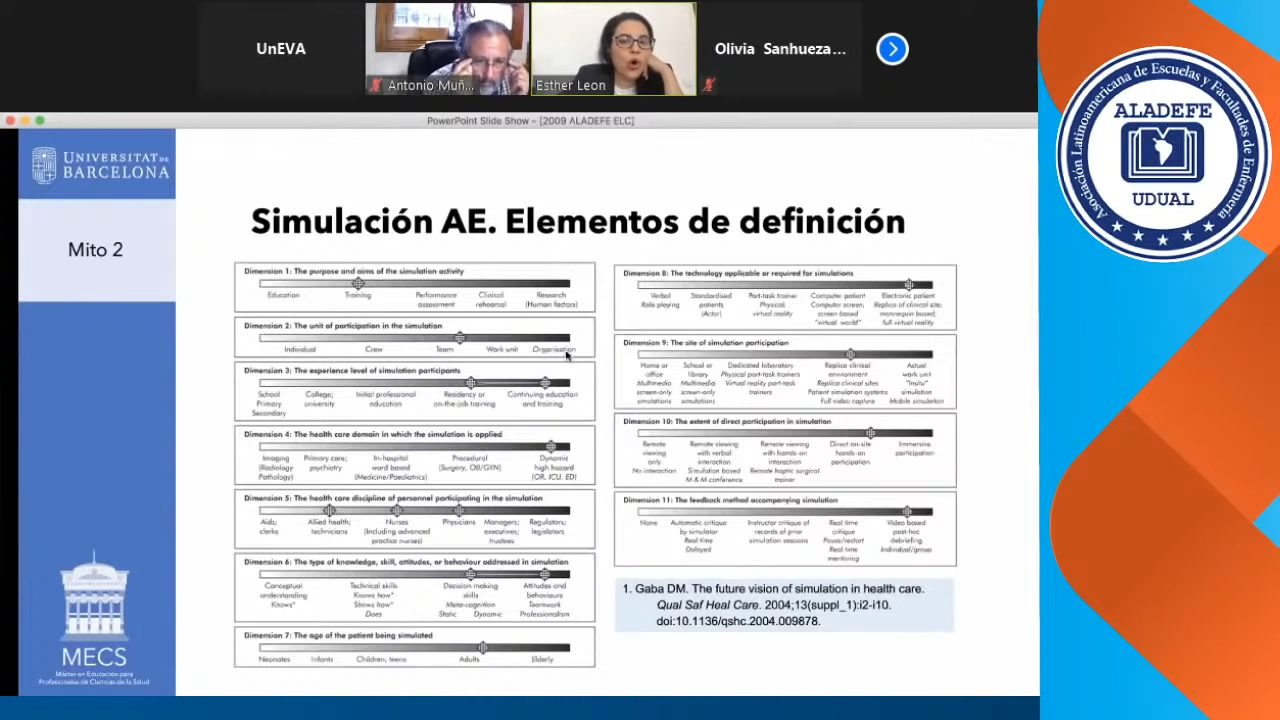 UnEVA
Antonio Muñ...
Esther Leon
Olivia Sanhueza...
Asociación Latinoamericana de Escuelas y Facultades de Enfermería
ALADEFE
UDUAL
PowerPoint Slide Show – [2009 ALADEFE ELC]
UNIVERSITAT DE
BARCELONA
Mito 2
Simulación AE. Elementos de definición
Dimension 1: The purpose and aims of the simulation activity
Education Training Performance assessment Clinical rehearsal Research (Human factors)
Dimension 2: The unit of participation in the simulation
Individual Crew Team Work unit Organisation
Dimension 3: The experience level of simulation participants
School Primary Secondary College; university Initial professional education Residency or on-the-job training Continuing education and training
Dimension 4: The health care domain in which the simulation is applied
Imaging (Radiology Pathology) Primary care; psychiatry In-hospital ward based (Medicine/Paediatrics) Procedural (Surgery, OB/GYN) Dynamic high hazard (OR, ICU, ED)
Dimension 5: The health care discipline of personnel participating in the simulation
Aids; clerks Allied health; technicians Nurses (Including advanced practice nurses) Physicians Managers; executives; trustees Regulators; legislators
Dimension 6: The type of knowledge, skill, attitudes, or behaviour addressed in simulation
Conceptual understanding Knows* Technical skills Knows how* Shows how* Does Decision making skills Meta-cognition Static Dynamic Attitudes and behaviours Teamwork Professionalism
Dimension 7: The age of the patient being simulated
Neonates Infants Children; teens Adults Elderly
Dimension 8: The technology applicable or required for simulations
Verbal Role playing Standardised patients (Actor) Part-task trainer Physical; virtual reality Computer patient Computer screen; screen based "virtual world" Electronic patient Replica of clinical site; mannequin based; full virtual reality
Dimension 9: The site of simulation participation
Home or office Multimedia screen-only simulations School or library Multimedia screen-only simulations Dedicated laboratory Physical part-task trainers Virtual reality part-task trainers Replica clinical environment Replica clinical sites Patient simulation systems Full video capture Actual work unit "Insitu" simulation Mobile simulation
Dimension 10: The extent of direct participation in simulation
Remote viewing only No interaction Remote viewing with verbal interaction Simulation based M & M conference Remote viewing with hands-on interaction Remote haptic surgical trainer Direct on-site hands-on participation Immersive participation
Dimension 11: The feedback method accompanying simulation
None Automatic critique by simulator Real time Delayed Instructor critique of records of prior simulation sessions Real time critique Pause/restart Real time mentoring Video based post-hoc debriefing Individual/group
1. Gaba DM. The future vision of simulation in health care.
Qual Saf Heal Care. 2004;13(suppl_1):i2-i10.
doi:10.1136/qshc.2004.009878.
MECS
Máster en Educación para
Profesionales de Ciencias de la Salud